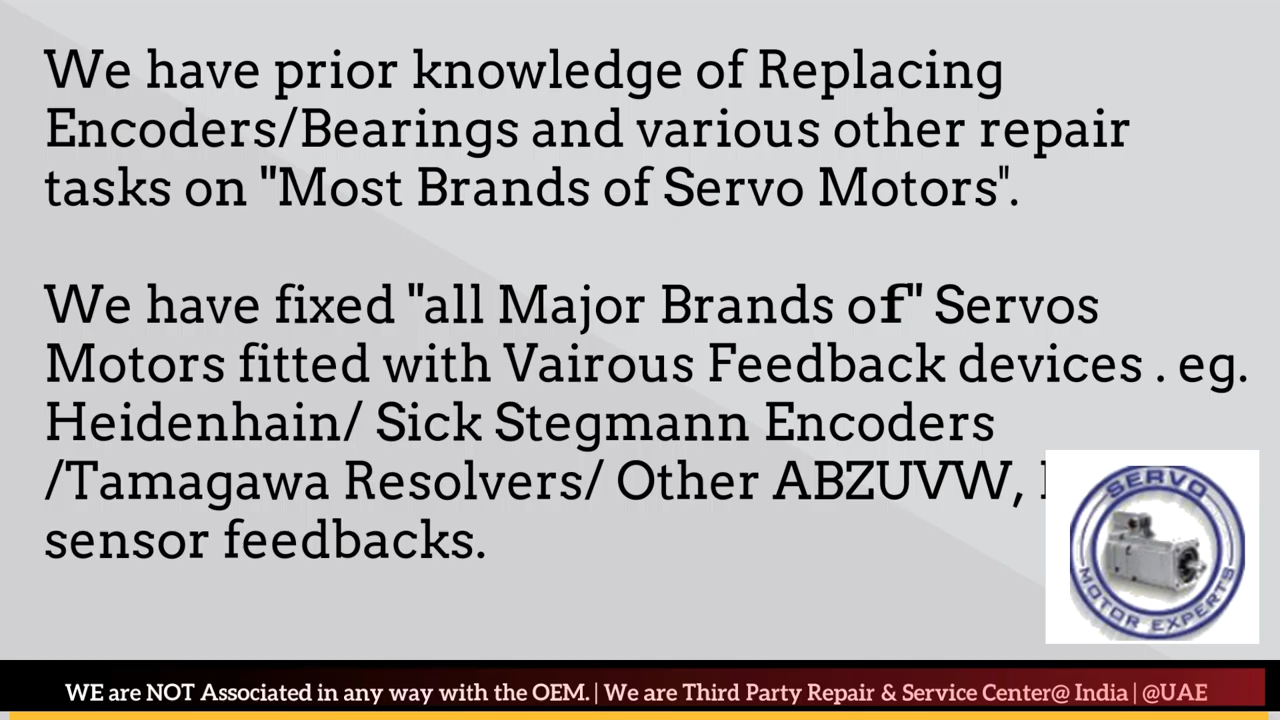 We have prior knowledge of Replacing
Encoders/Bearings and various other repair
tasks on "Most Brands of Servo Motors".
We have fixed "all Major Brands of" Servos
Motors fitted with Vairous Feedback devices . eg.
Heidenhain/ Sick Stegmann Encoders
/Tamagawa Resolvers/ Other ABZUVW,
sensor feedbacks.
SERVO
MOTOR EXPERTS
WE are NOT Associated in any way with the OEM. | We are Third Party Repair & Service Center@ India | @UAE